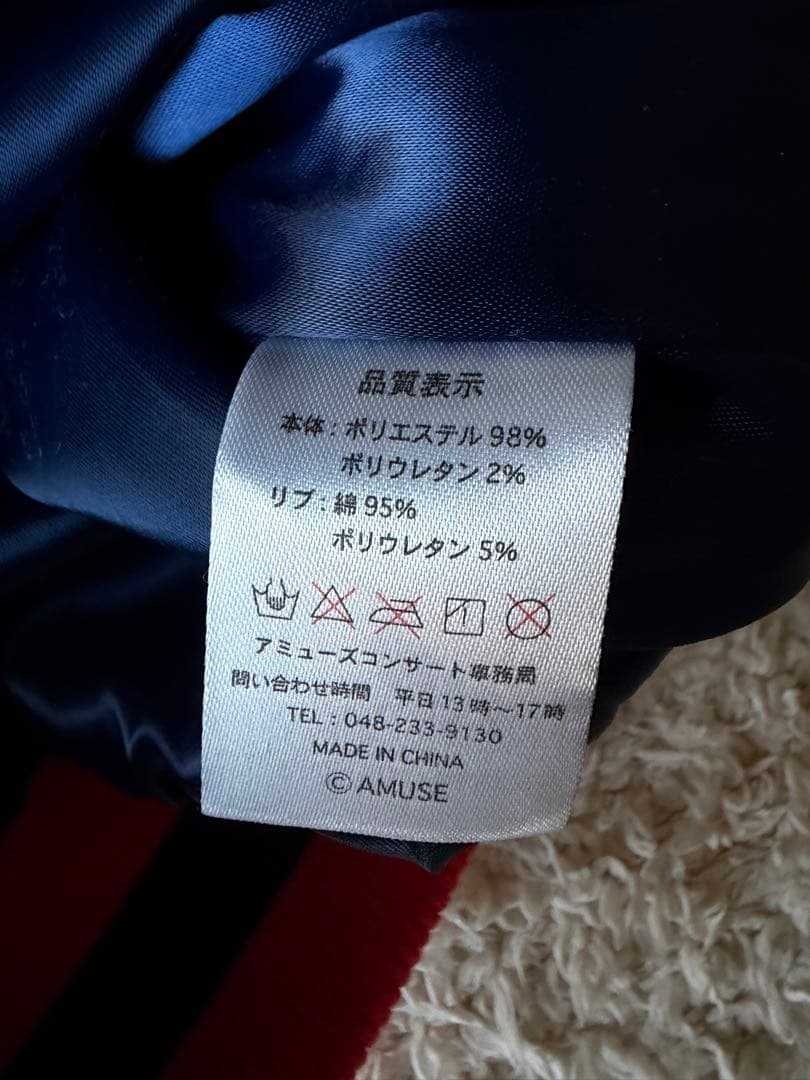 品質表示
本体 : ポリエステル 98%
ポリウレタン 2%
リブ : 綿 95%
ポリウレタン 5%
アミューズコンサート事務局
問い合わせ時間 平日 13時～17時
TEL : 048-233-9130
MADE IN CHINA
© AMUSE